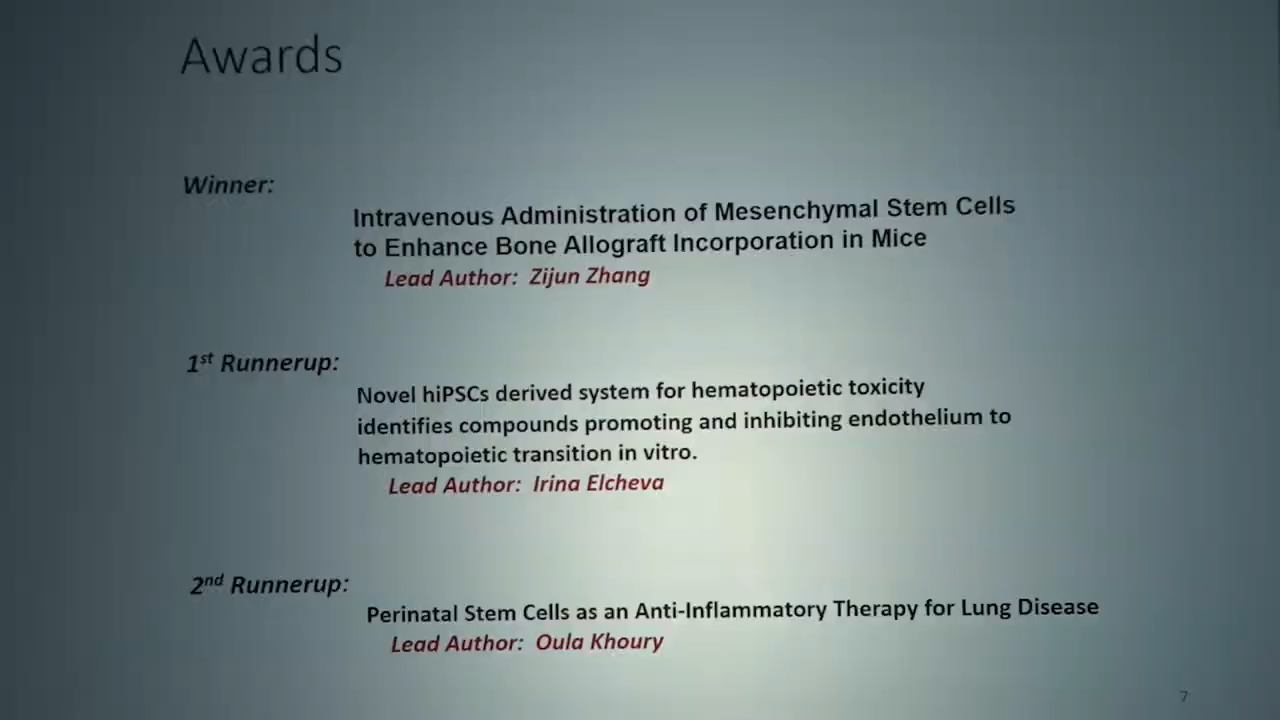 Awards
Winner:
Intravenous Administration of Mesenchymal Stem Cells
to Enhance Bone Allograft Incorporation in Mice
Lead Author: Zijun Zhang
1st Runnerup:
Novel hiPSCs derived system for hematopoietic toxicity
identifies compounds promoting and inhibiting endothelium to
hematopoietic transition in vitro.
Lead Author: Irina Elcheva
2nd Runnerup:
Perinatal Stem Cells as an Anti-Inflammatory Therapy for Lung Disease
Lead Author: Oula Khoury
7